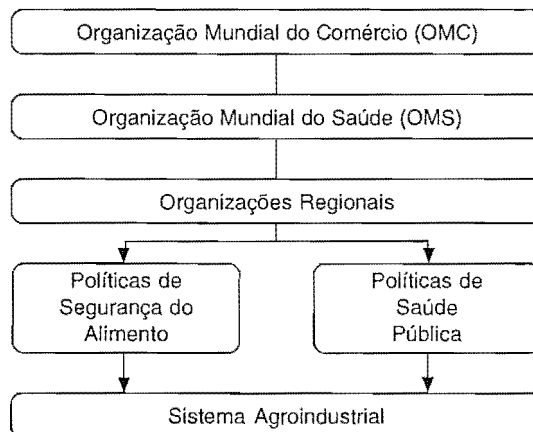 Organização Mundial do Comércio (OMC)
Organização Mundial do Saúde (OMS)
Organizações Regionais
Políticas de
Segurança do
Alimento
Políticas de
Saúde
Pública
Sistema Agroindustrial